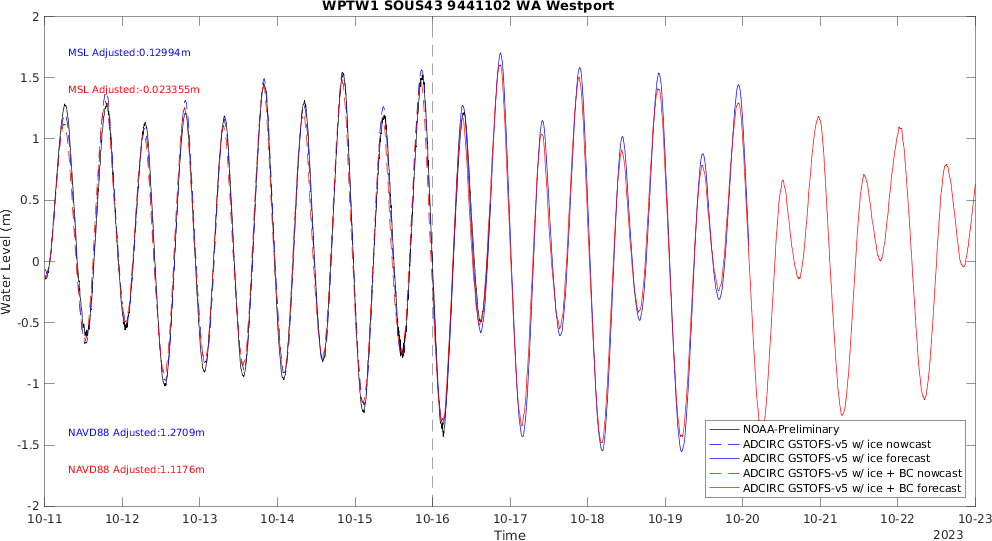 WPTW1 SOUS43 9441102 WA Westport
2
1.5
1
0.5
0
-0.5
-1
-1.5
-2
Water Level (m)
MSL Adjusted:0.12994m
MSL Adjusted:-0.023355m
NAVD88 Adjusted:1.2709m
NAVD88 Adjusted:1.1176m
NOAA-Preliminary
ADCIRC GSTOFS-v5 w/ ice nowcast
ADCIRC GSTOFS-v5 w/ ice forecast
ADCIRC GSTOFS-v5 w/ ice + BC nowcast
ADCIRC GSTOFS-v5 w/ ice + BC forecast
10-11 10-12 10-13 10-14 10-15 10-16 10-17 10-18 10-19 10-20 10-21 10-22 10-23
Time
2023